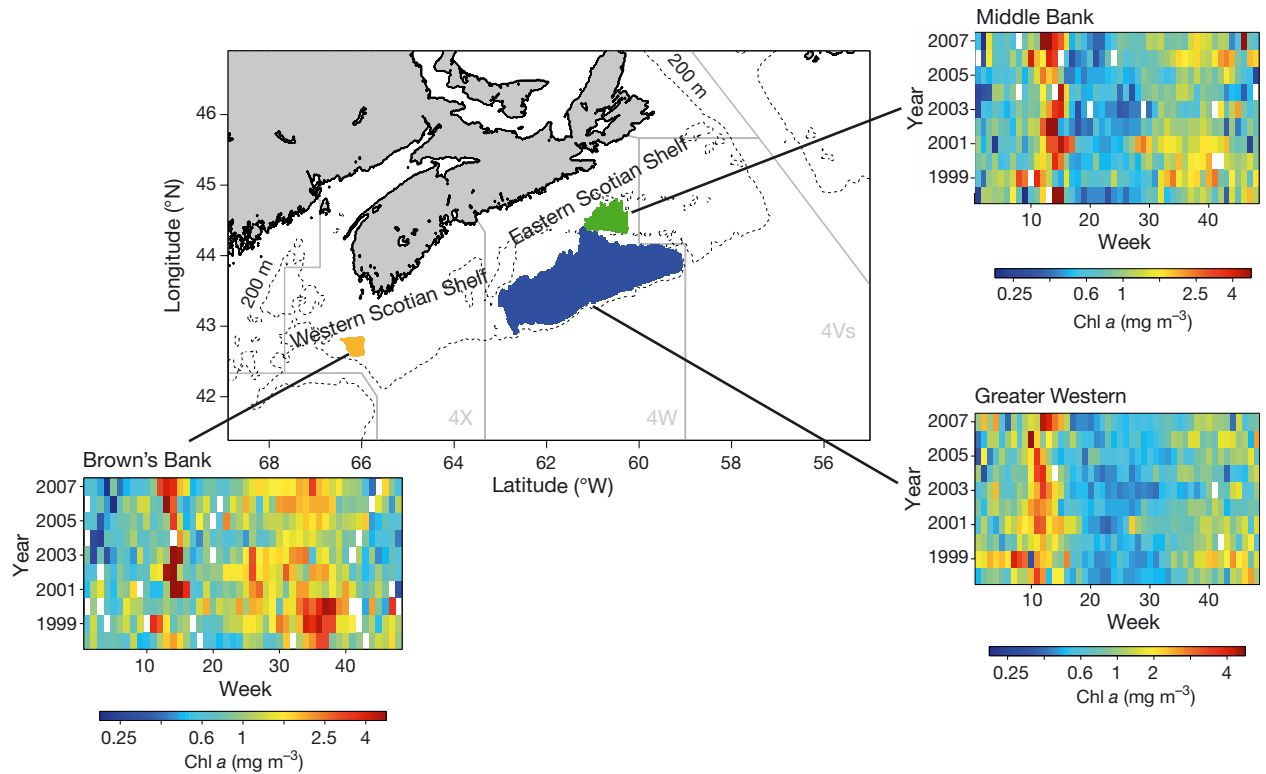 Middle Bank
2007
2005
2003
2001
1999
Year
10 20 30 40
Week
0.25 0.6 1 2.5 4
Chl a (mg m⁻³)
46
45
44
43
42
Longitude (°N)
200 m
200 m
Eastern Scotian Shelf
Western Scotian Shelf
4X
4W
4Vs
68 66 64 62 60 58 56
Latitude (°W)
Greater Western
2007
2005
2003
2001
1999
Year
10 20 30 40
Week
0.25 0.6 1 2 4
Chl a (mg m⁻³)
Brown's Bank
2007
2005
2003
2001
1999
Year
10 20 30 40
Week
0.25 0.6 1 2.5 4
Chl a (mg m⁻³)